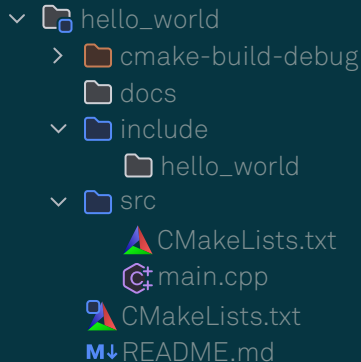 hello_world
cmake-build-debug
docs
include
hello_world
src
CMakeLists.txt
C++ main.cpp
CMakeLists.txt
M↓ README.md